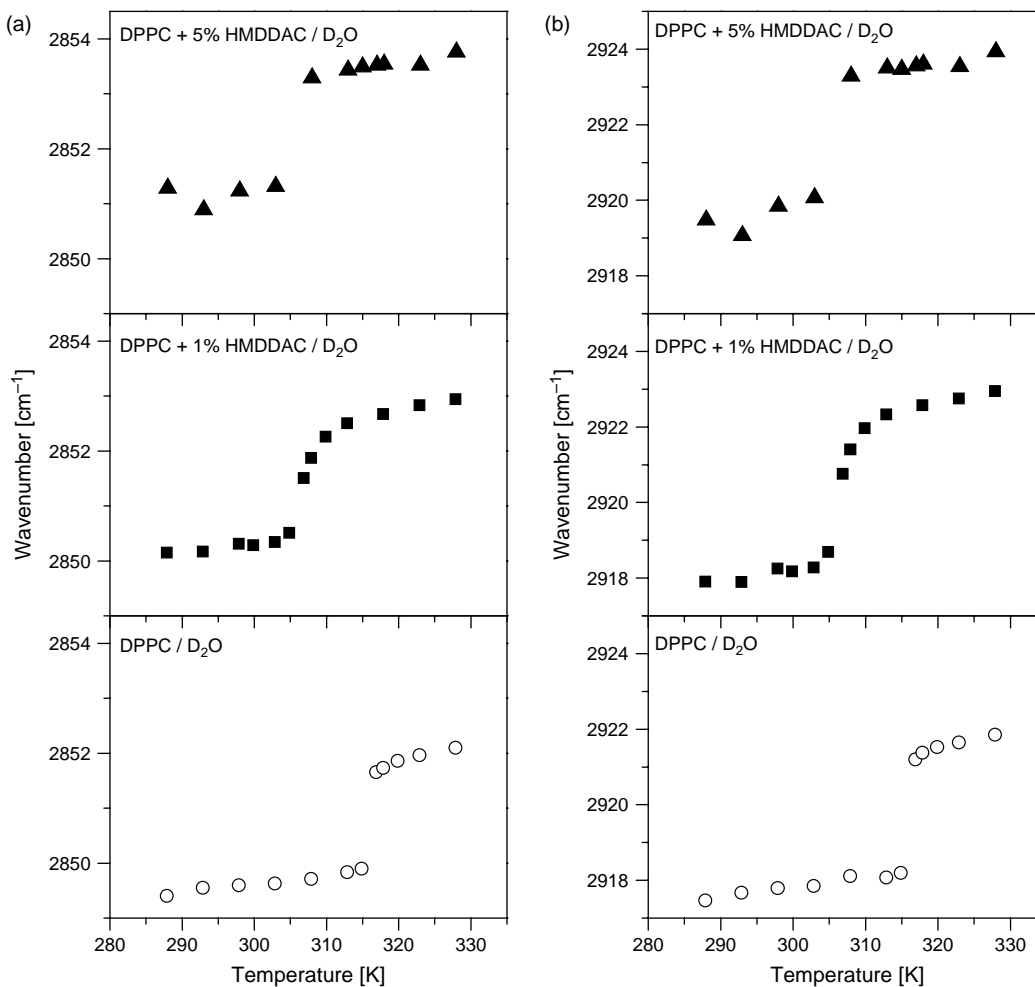 (a)
DPPC + 5% HMDDAC / D₂O
2854
2852
2850
DPPC + 1% HMDDAC / D₂O
2854
2852
2850
DPPC / D₂O
2854
2852
2850
Wavenumber [cm⁻¹]
280 290 300 310 320 330
Temperature [K]
(b)
DPPC + 5% HMDDAC / D₂O
2924
2922
2920
2918
DPPC + 1% HMDDAC / D₂O
2924
2922
2920
2918
DPPC / D₂O
2924
2922
2920
2918
Wavenumber [cm⁻¹]
280 290 300 310 320 330
Temperature [K]